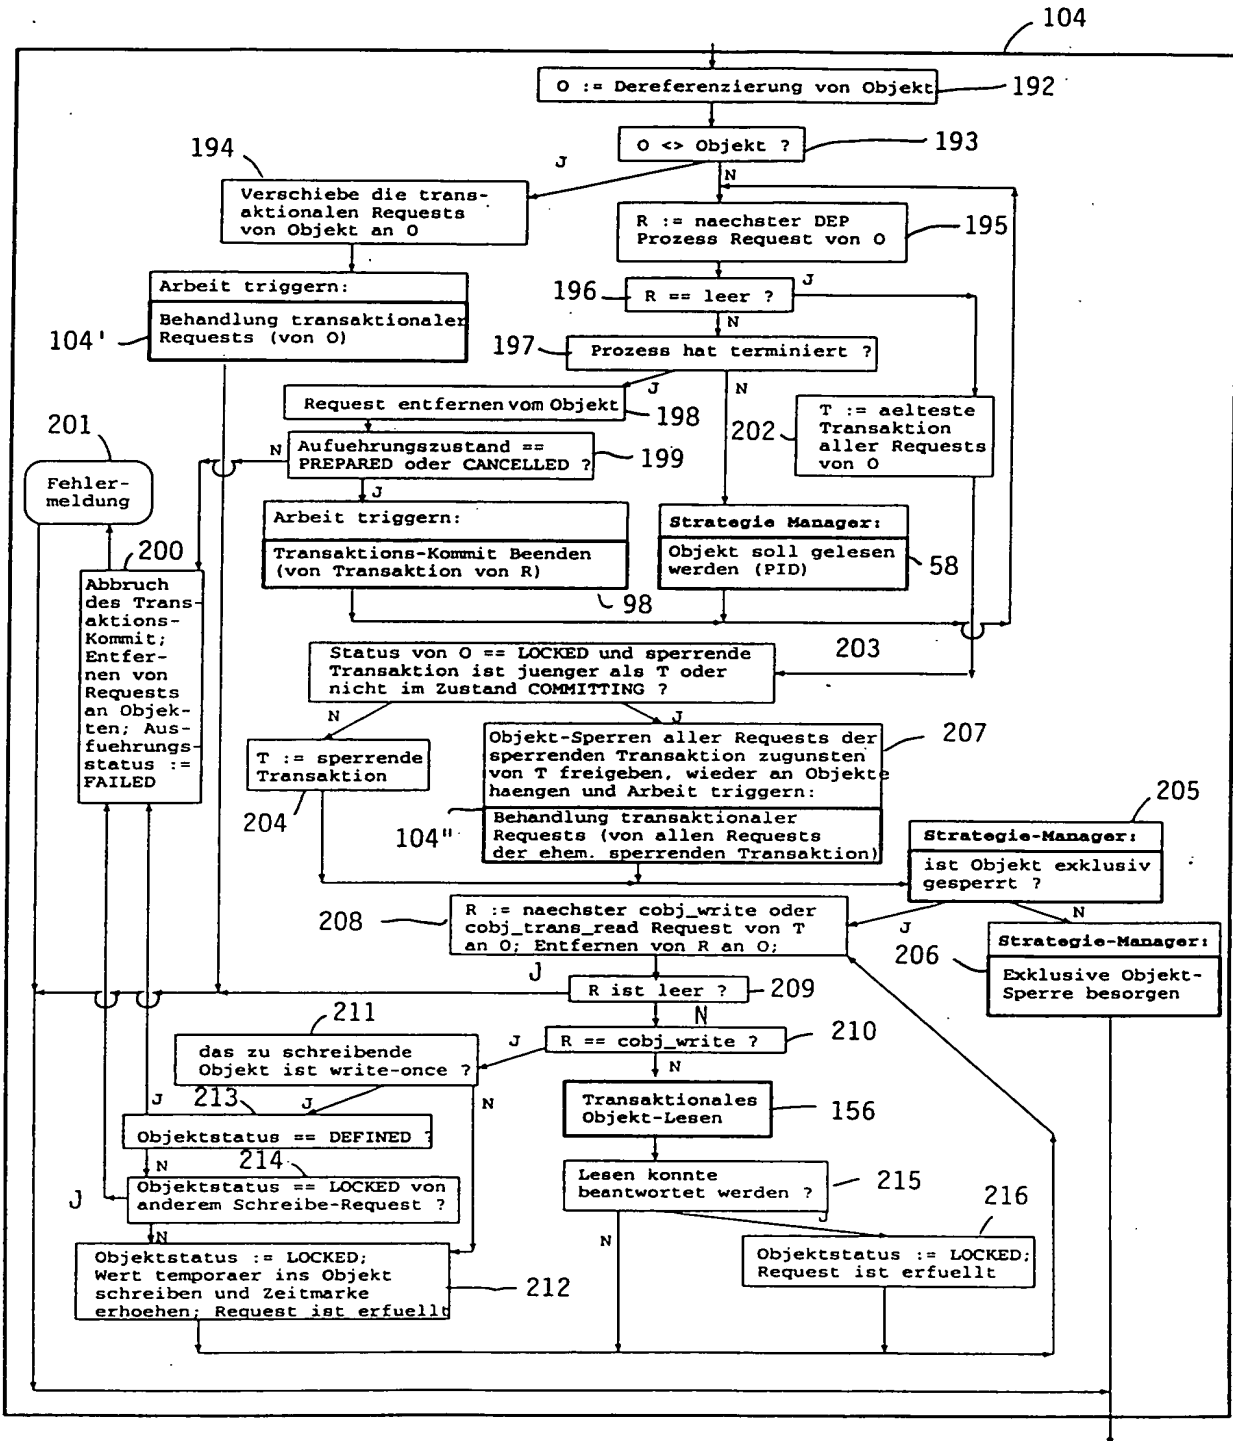 104
O := Dereferenzierung von Objekt
192
O <> Objekt ?
193
194
J
N
Verschiebe die trans-
aktionalen Requests
von Objekt an O
R := naechster DEP
Prozess Request von O
195
Arbeit triggern:
Behandlung transaktionaler
Requests (von O)
104'
196
R == leer ?
J
N
197
Prozess hat terminiert ?
J
N
Request entfernen vom Objekt
198
T := aelteste
Transaktion
aller Requests
von O
202
201
Fehler-
meldung
N
Aufuehrungszustand ==
PREPARED oder CANCELLED ?
199
J
Arbeit triggern:
Transaktions-Kommit Beenden
(von Transaktion von R)
98
Strategie Manager:
Objekt soll gelesen
werden (PID)
58
200
Abbruch
des Trans-
aktions-
Kommit;
Entfer-
nen von
Requests
an Objek-
ten; Aus-
fuehrungs-
status :=
FAILED
Status von O == LOCKED und sperrende
Transaktion ist juenger als T oder
nicht im Zustand COMMITTING ?
203
N
J
T := sperrende
Transaktion
204
Objekt-Sperren aller Requests der
sperrenden Transaktion zugunsten
von T freigeben, wieder an Objekte
haengen und Arbeit triggern:
207
Behandlung transaktionaler
Requests (von allen Requests
der ehem. sperrenden Transaktion)
104"
205
Strategie-Manager:
ist Objekt exklusiv
gesperrt ?
J
N
208
R := naechster cobj_write oder
cobj_trans_read Request von T
an O; Entfernen von R an O;
206
Strategie-Manager:
Exklusive Objekt-
Sperre besorgen
J
R ist leer ?
209
N
211
das zu schreibende
Objekt ist write-once ?
J
R == cobj_write ?
210
N
J
213
J
N
Transaktionales
Objekt-Lesen
156
Objektstatus == DEFINED ?
N
214
J
Objektstatus == LOCKED von
anderem Schreibe-Request ?
Lesen konnte
beantwortet werden ?
215
216
N
N
J
Objektstatus := LOCKED;
Wert temporaer ins Objekt
schreiben und Zeitmarke
erhoehen; Request ist erfuellt
212
Objektstatus := LOCKED;
Request ist erfuellt